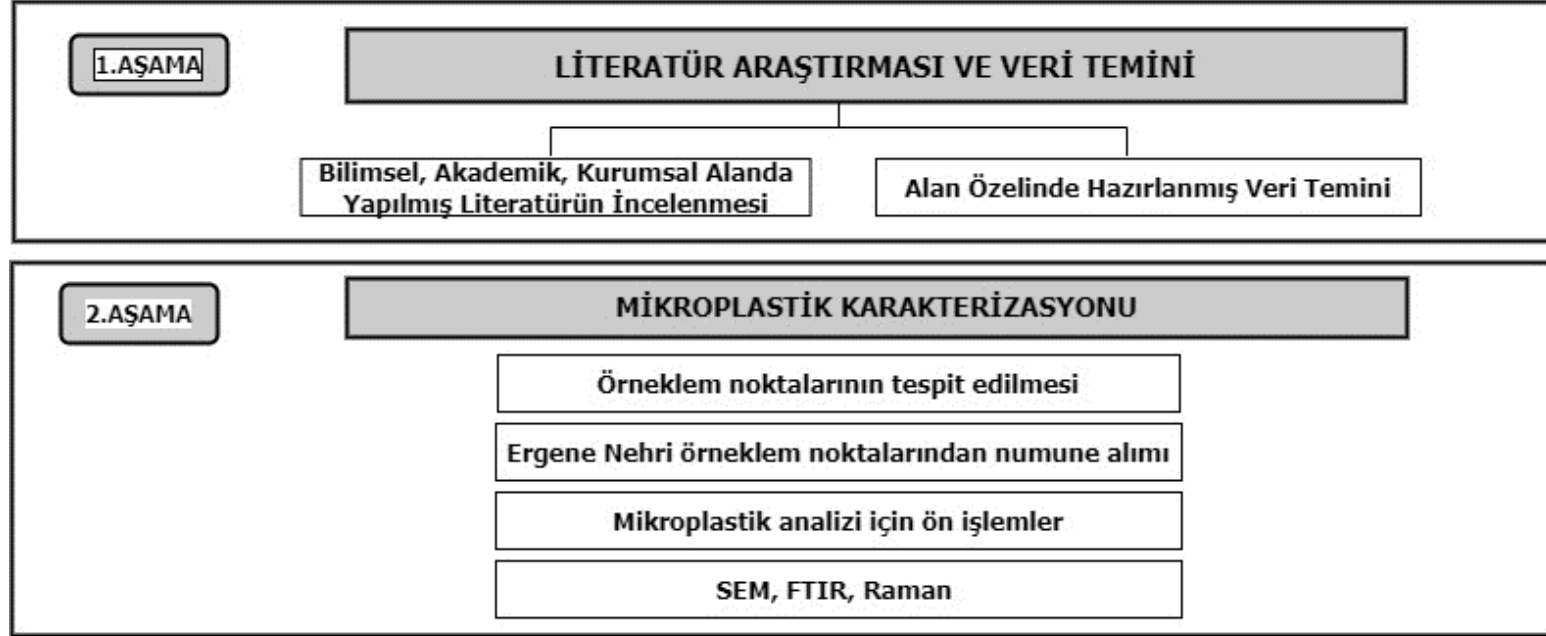 1.AŞAMA
LİTERATÜR ARAŞTIRMASI VE VERİ TEMİNİ
Bilimsel, Akademik, Kurumsal Alanda
Yapılmış Literatürün İncelenmesi
Alan Özelinde Hazırlanmış Veri Temini
2.AŞAMA
MİKROPLASTİK KARAKTERİZASYONU
Örneklem noktalarının tespit edilmesi
Ergene Nehri örneklem noktalarından numune alımı
Mikroplastik analizi için ön işlemler
SEM, FTIR, Raman